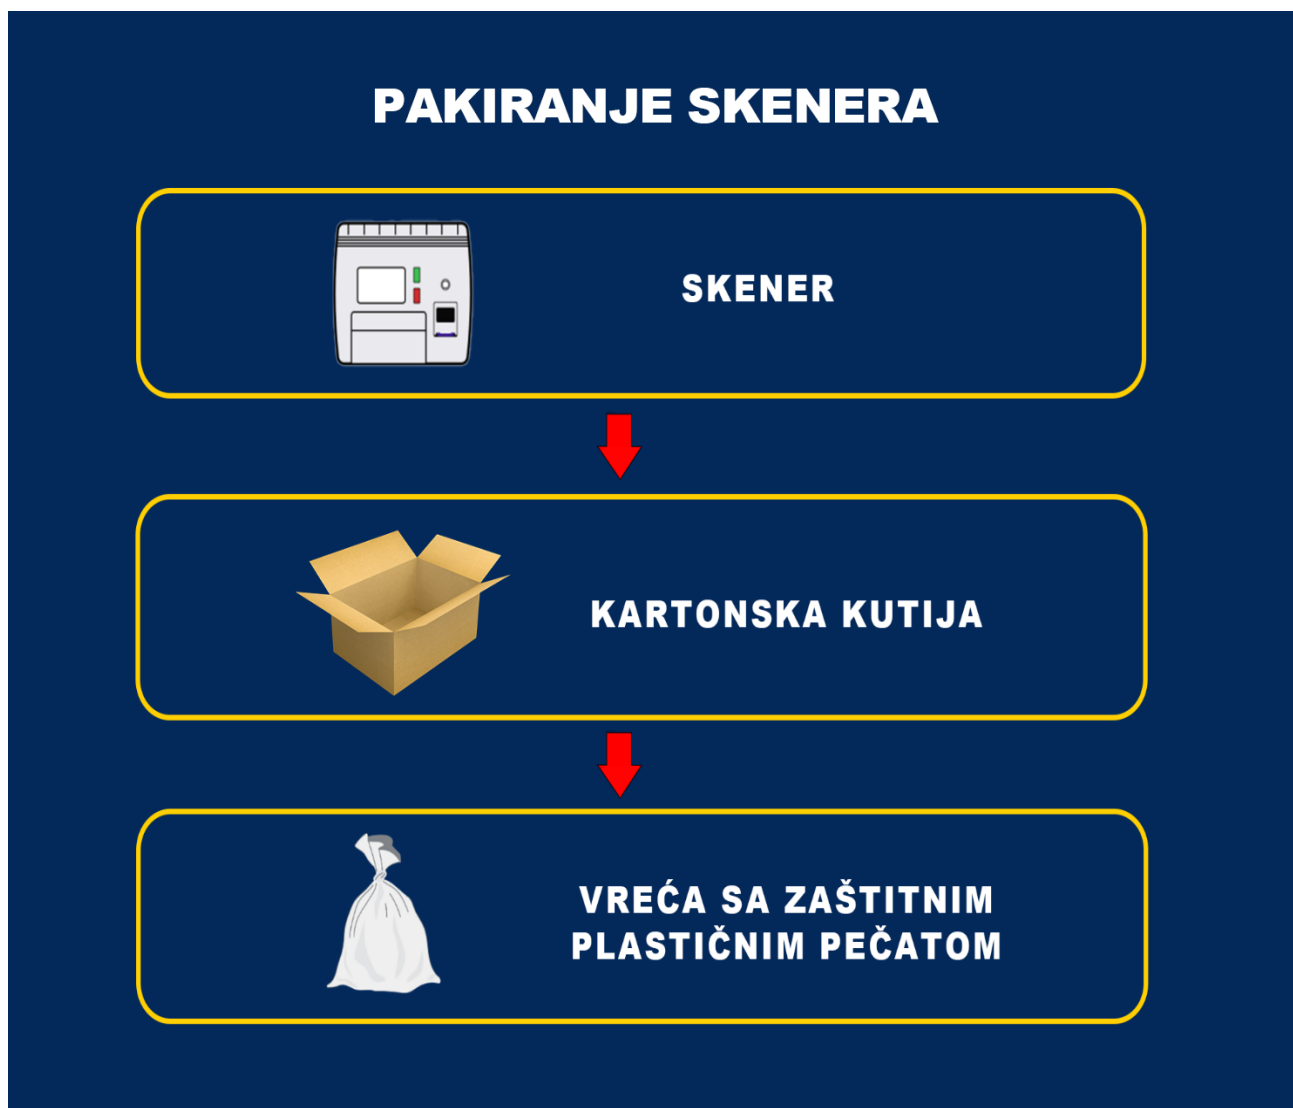 PAKIRANJE SKENERA
SKENER
KARTONSKA KUTIJA
VREĆA SA ZAŠTITNIM
PLASTIČNIM PEČATOM